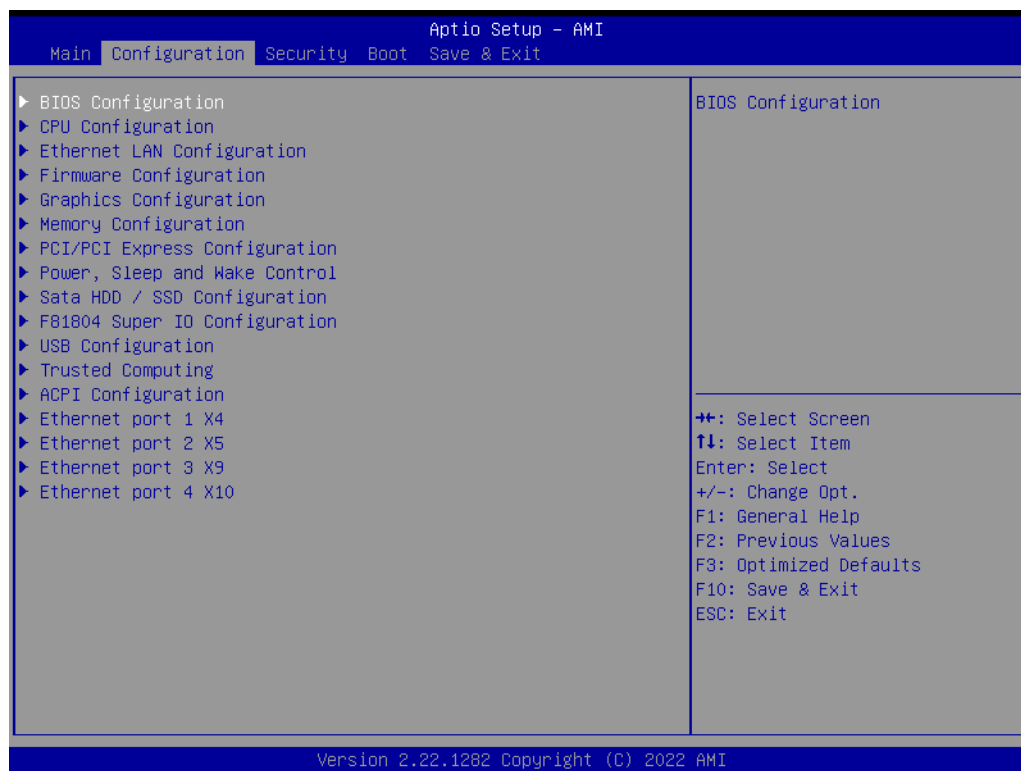 Aptio Setup – AMI
Main Configuration Security Boot Save & Exit
▶ BIOS Configuration
▶ CPU Configuration
▶ Ethernet LAN Configuration
▶ Firmware Configuration
▶ Graphics Configuration
▶ Memory Configuration
▶ PCI/PCI Express Configuration
▶ Power, Sleep and Wake Control
▶ Sata HDD / SSD Configuration
▶ F81804 Super IO Configuration
▶ USB Configuration
▶ Trusted Computing
▶ ACPI Configuration
▶ Ethernet port 1 X4
▶ Ethernet port 2 X5
▶ Ethernet port 3 X9
▶ Ethernet port 4 X10
BIOS Configuration
→←: Select Screen
↑↓: Select Item
Enter: Select
+/-: Change Opt.
F1: General Help
F2: Previous Values
F3: Optimized Defaults
F10: Save & Exit
ESC: Exit
Version 2.22.1282 Copyright (C) 2022 AMI